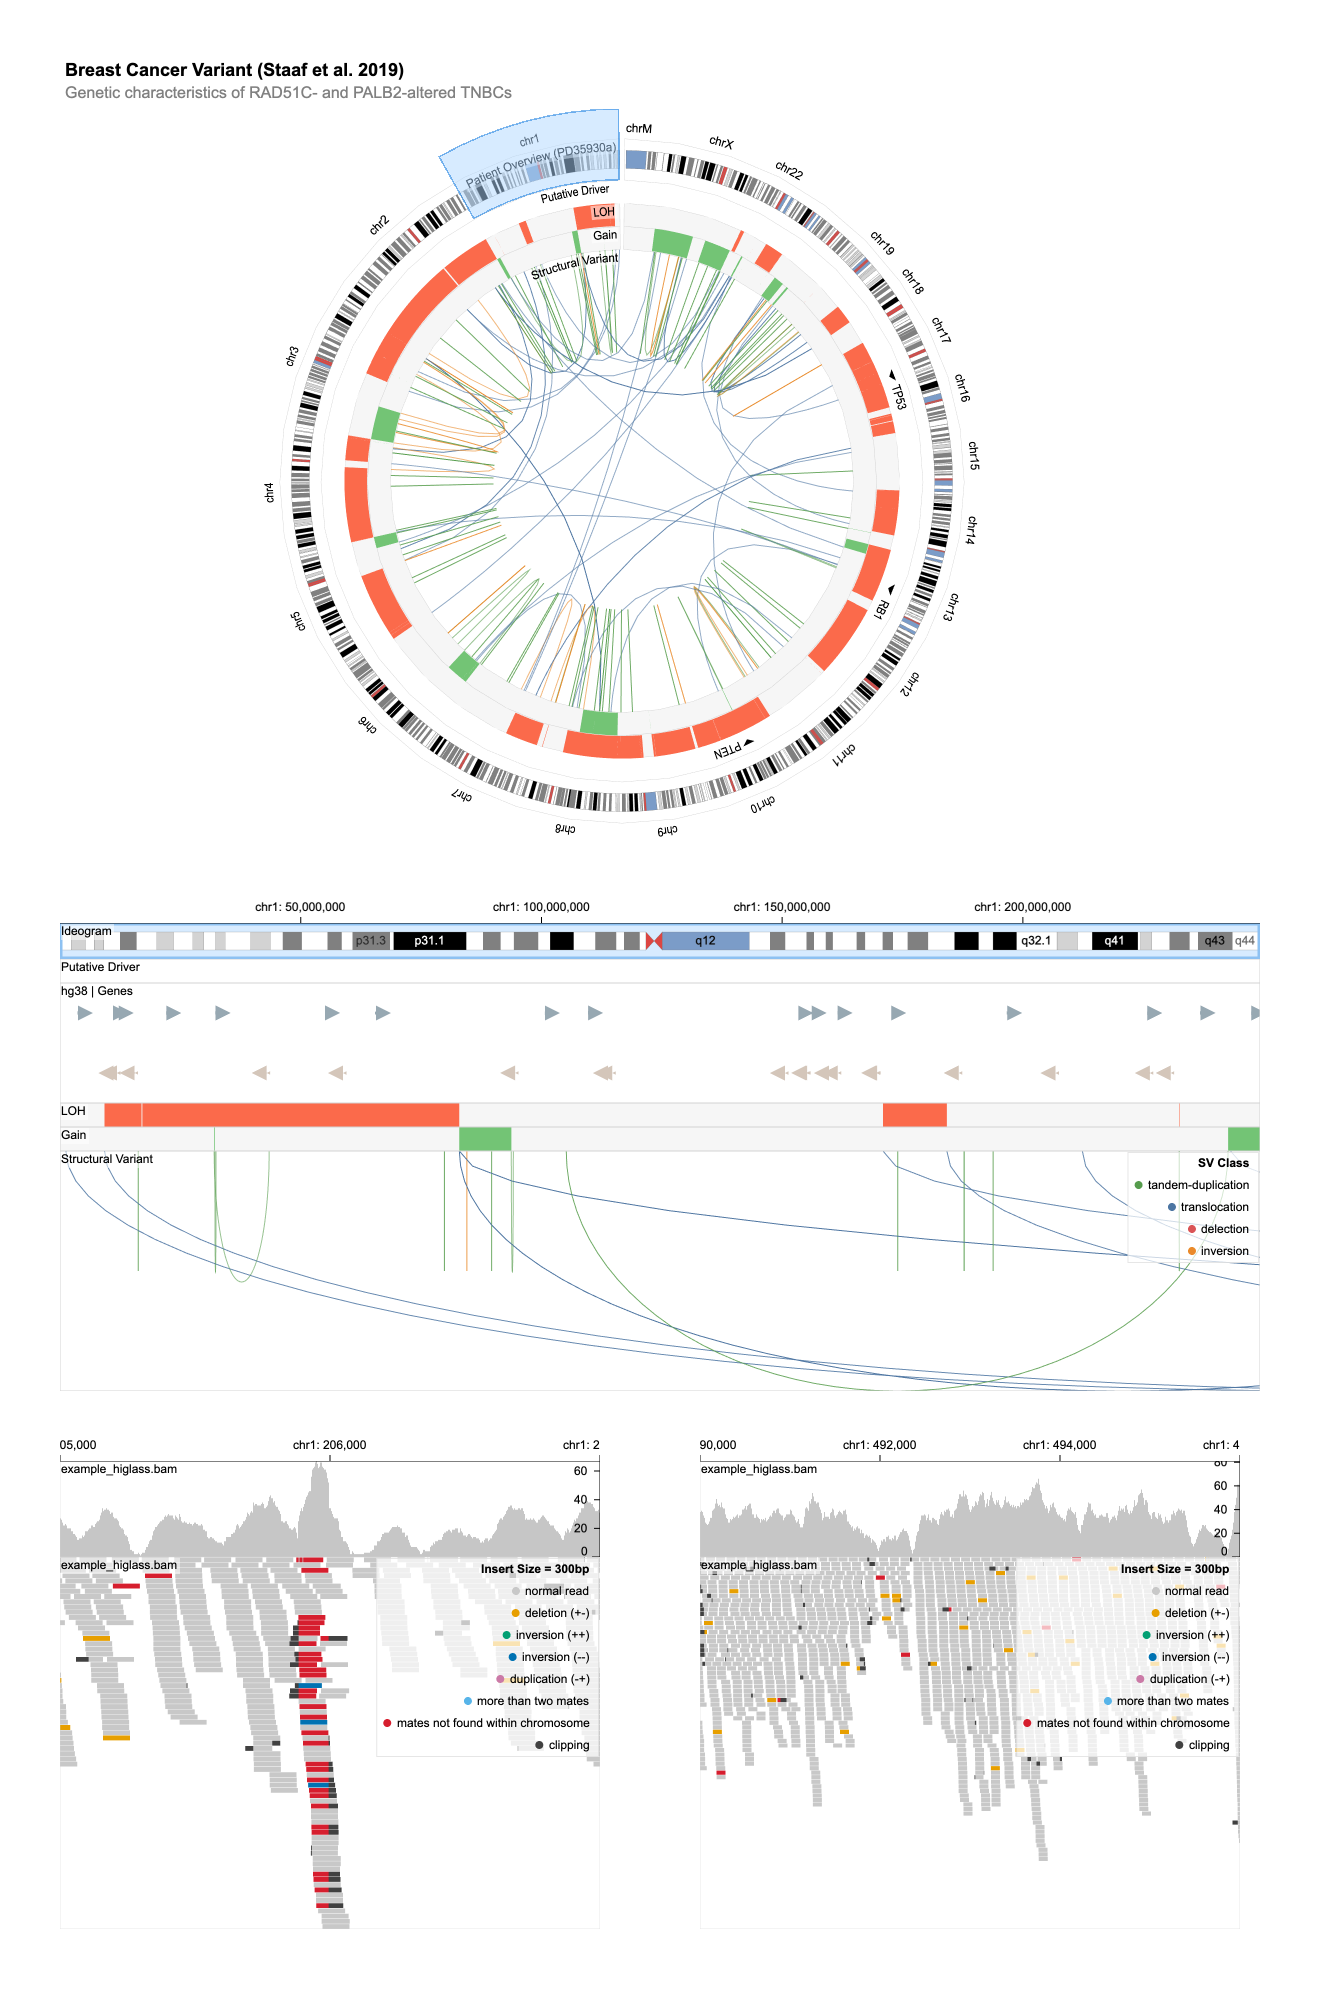 Breast Cancer Variant (Staaf et al. 2019)
Genetic characteristics of RAD51C- and PALB2-altered TNBCs
chr1
Patient Overview (PD35930a)
Putative Driver
LOH
Gain
Structural Variant
chrM
chrX
chr22
chr19
chr18
chr17
chr16
chr15
chr14
chr13
chr12
chr11
chr10
chr9
chr8
chr7
chr6
chr5
chr4
chr3
chr2
TP53
RB1
PTEN
chr1: 50,000,000
chr1: 100,000,000
chr1: 150,000,000
chr1: 200,000,000
Ideogram
p31.3
p31.1
q12
q32.1
q41
q43
q44
Putative Driver
hg38 | Genes
LOH
Gain
Structural Variant
SV Class
tandem-duplication
translocation
delection
inversion
05,000
chr1: 206,000
chr1: 2
example_higlass.bam
60
40
20
0
example_higlass.bam
Insert Size = 300bp
normal read
deletion (+-)
inversion (++)
inversion (--)
duplication (-+)
more than two mates
mates not found within chromosome
clipping
90,000
chr1: 492,000
chr1: 494,000
chr1: 4
example_higlass.bam
80
60
40
20
0
example_higlass.bam
Insert Size = 300bp
normal read
deletion (+-)
inversion (++)
inversion (--)
duplication (-+)
more than two mates
mates not found within chromosome
clipping